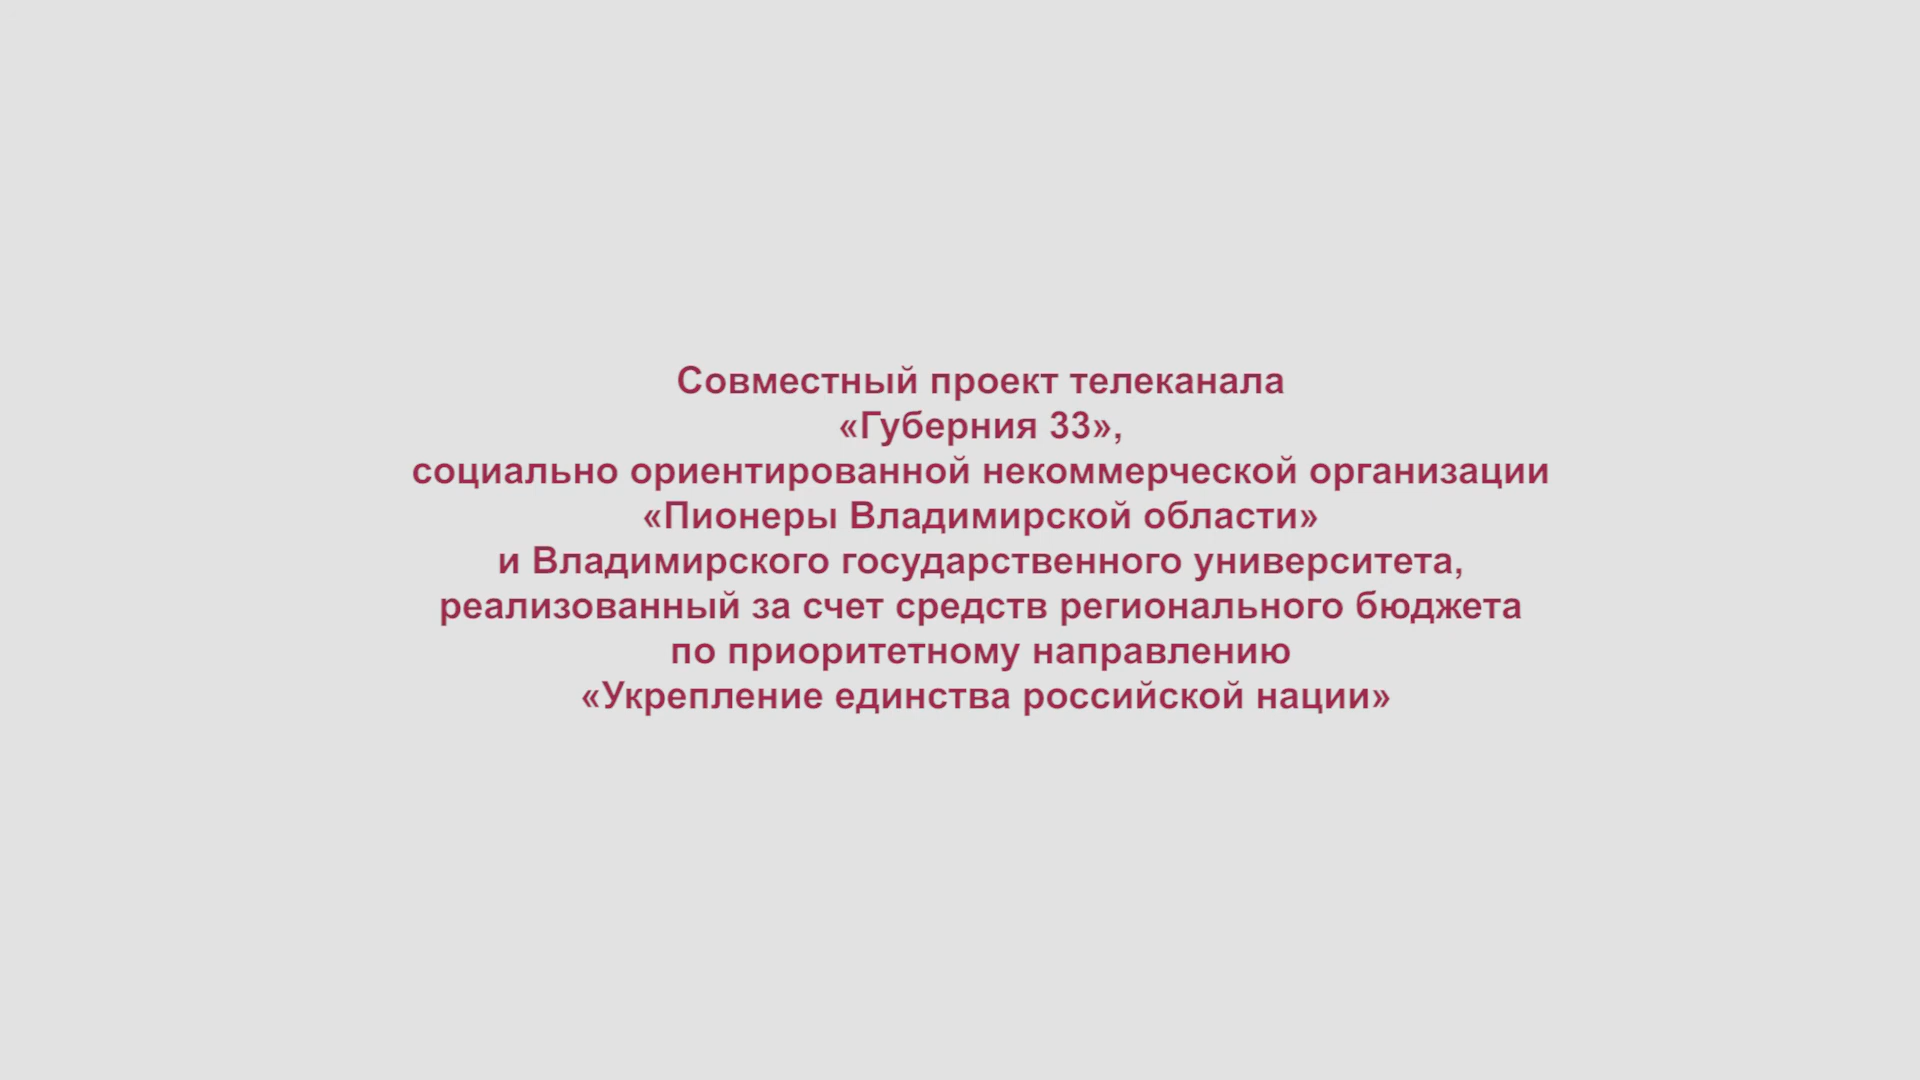 Совместный проект телеканала
«Губерния 33»,
социально ориентированной некоммерческой организации
«Пионеры Владимирской области»
и Владимирского государственного университета,
реализованный за счет средств регионального бюджета
по приоритетному направлению
«Укрепление единства российской нации»